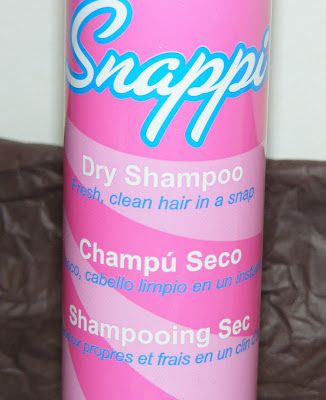 Snappi
Dry Shampoo
Fresh, clean hair in a snap
Champú Seco
cabello limpio en un
Shampooing Sec
propres et frais en un clin